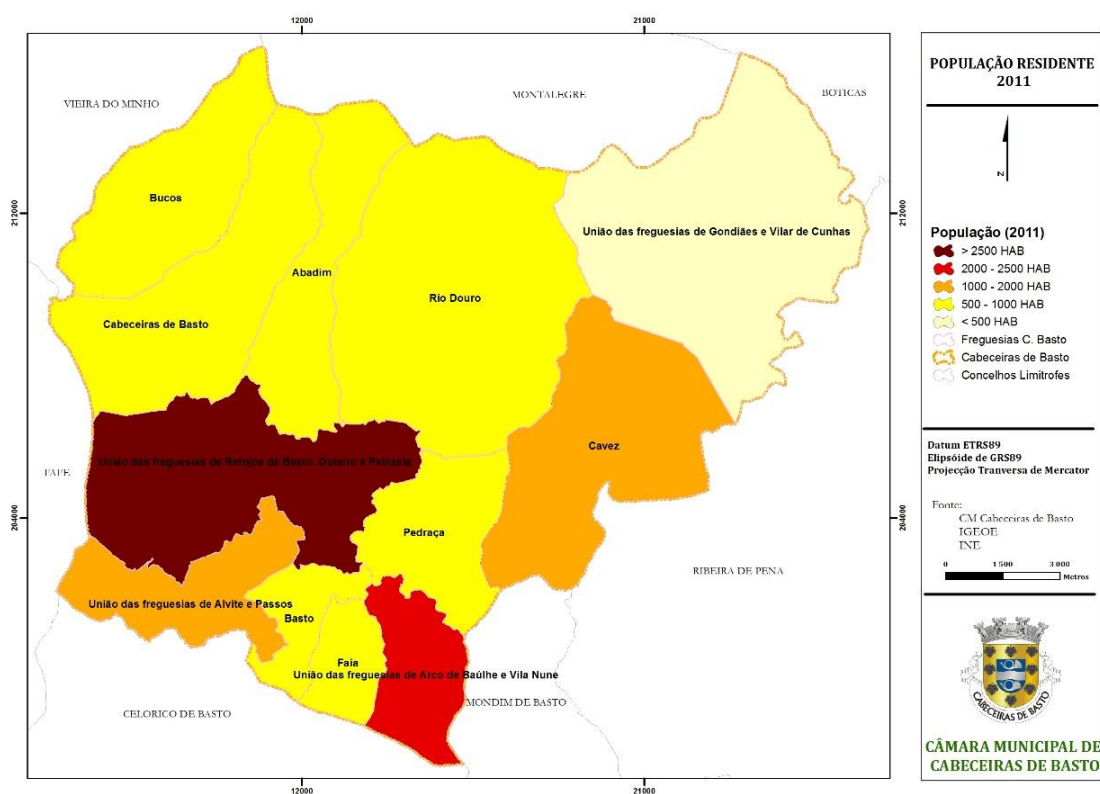 12000
21000
VIEIRA DO MINHO
MONTALEGRE
BOTICAS
212000
212000
Bucos
União das freguesias de Gondiães e Vilar de Cunhas
Abadim
Rio Douro
Cabeceiras de Basto
Cavez
FAFE
União das freguesias de Refojos de Basto, Outeiro e Painzela
204000
204000
Pedraça
RIBEIRA DE PENA
União das freguesias de Alvite e Passos
Basto
Faia
União das freguesias de Arco de Baúlhe e Vila Nune
MONDIM DE BASTO
CELORICO DE BASTO
12000
21000
POPULAÇÃO RESIDENTE
2011
N
População (2011)
> 2500 HAB
2000 - 2500 HAB
1000 - 2000 HAB
500 - 1000 HAB
< 500 HAB
Freguesias C. Basto
Cabeceiras de Basto
Concelhos Limitrofes
Datum ETRS89
Elipsóide de GRS89
Projecção Tranversa de Mercator
Fonte:
CM Cabeceiras de Basto
IGEOE
INE
0 1 500 3 000
Metros
CABECEIRAS DE BASTO
CÂMARA MUNICIPAL DE
CABECEIRAS DE BASTO